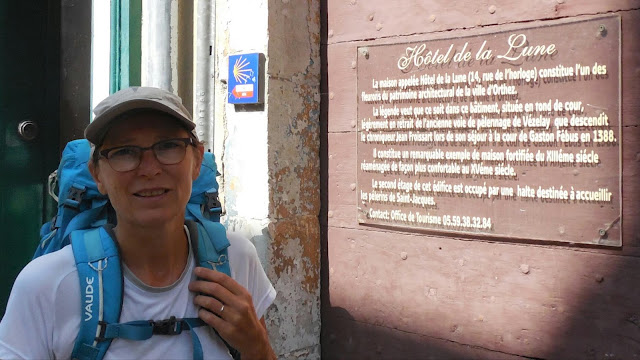 Hôtel de la Lune
La maison appelée Hôtel de la Lune (14, rue de l'horloge) constitue l'un des
fleurons du patrimoine architectural de la ville d'Orthez.
La légende veut que ce soit dans ce bâtiment, située en fond de cour,
légèrement en retrait de l'ancienne voie de pèlerinage de Vézelay que descendit
le chroniqueur Jean Froissart lors de son séjour à la cour de Gaston Fébus en 1388.
Il constitue un remarquable exemple de maison fortifiée du XIIIème siècle
réaménagée de façon plus confortable au XVème siècle.
Le second étage de cet édifice est occupé par une halte destinée à accueillir
les pèlerins de Saint-Jacques.
Contact: Office de Tourisme 05.59.38.32.84
VAUDE